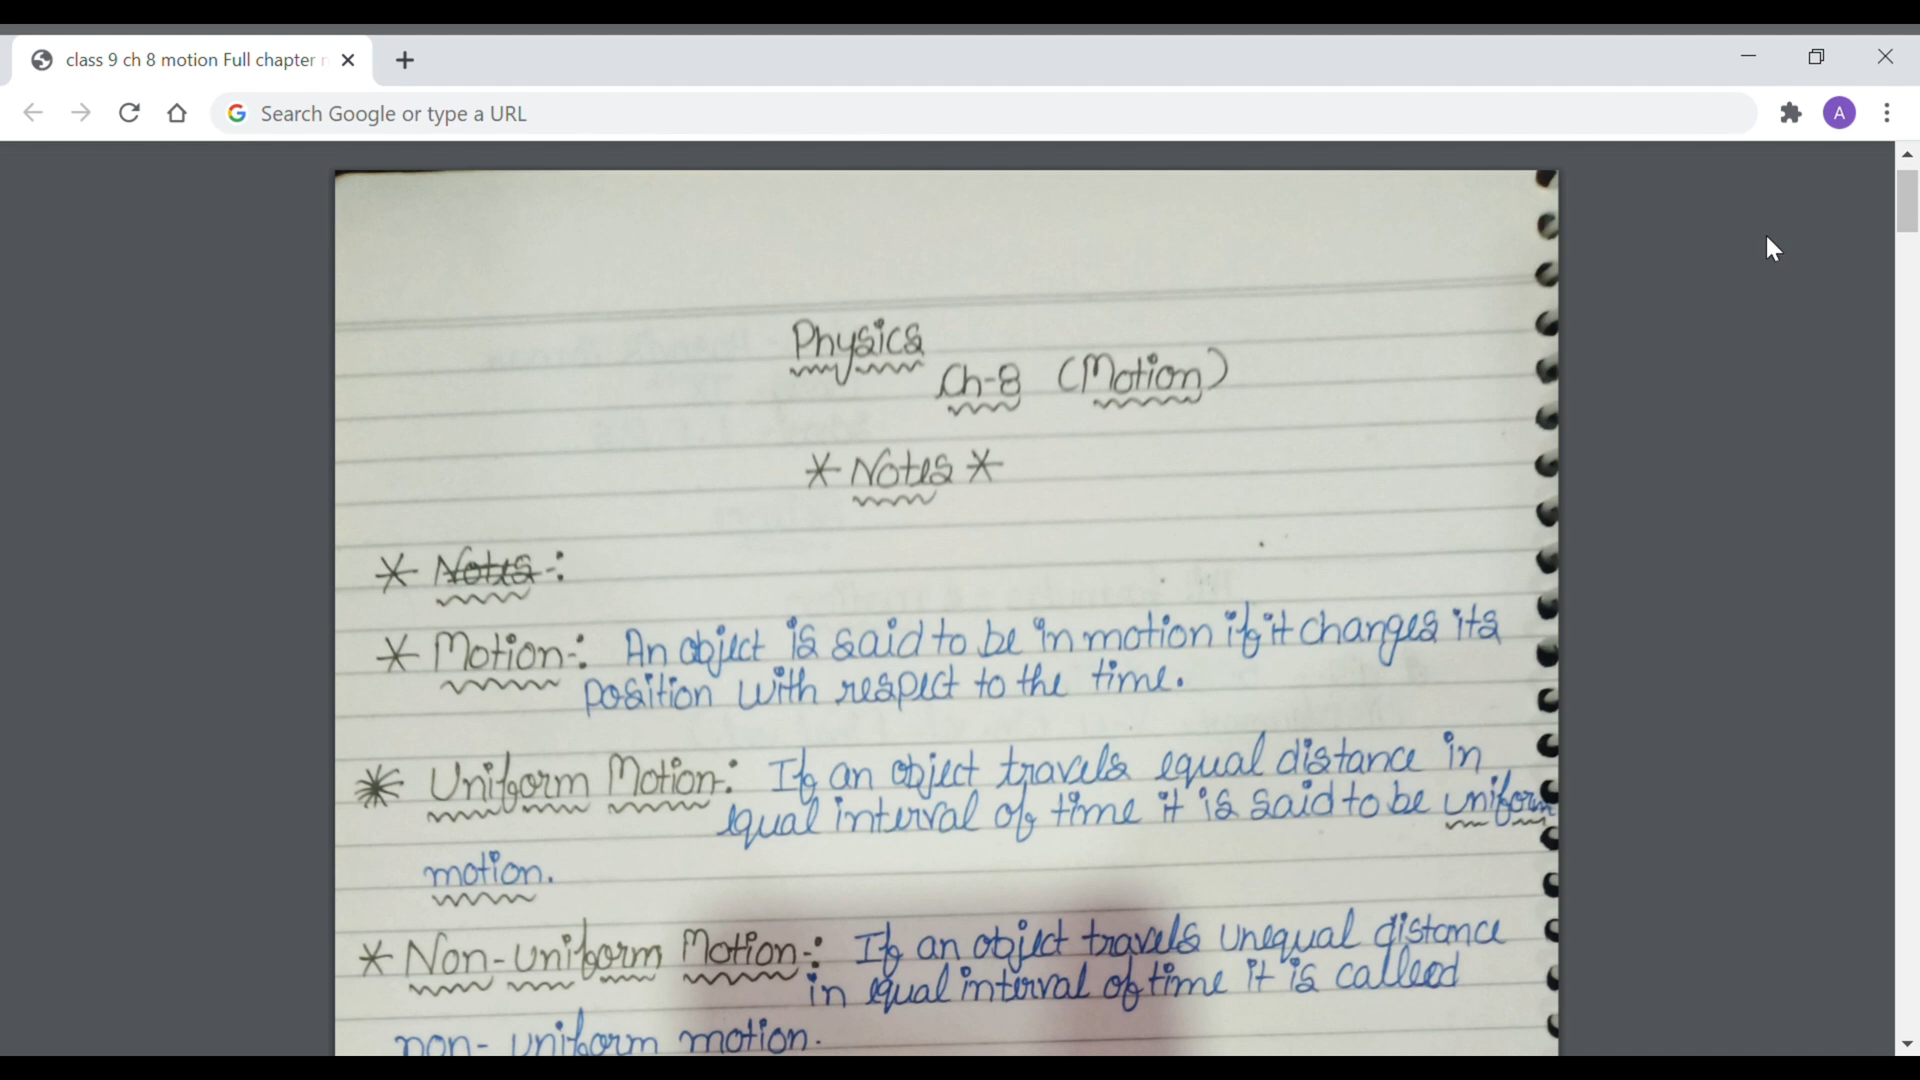 class 9 ch 8 motion Full chapter
Search Google or type a URL
A
Physics
Ch-8 (Motion)
* Notes *
* Notes -:
* Motion -: An object is said to be in motion if it changes its
position with respect to the time.
* Uniform Motion -: If an object travels equal distance in
equal interval of time it is said to be uniform
motion.
* Non-uniform Motion -: If an object travels unequal distance
in equal interval of time it is called
non-uniform motion.